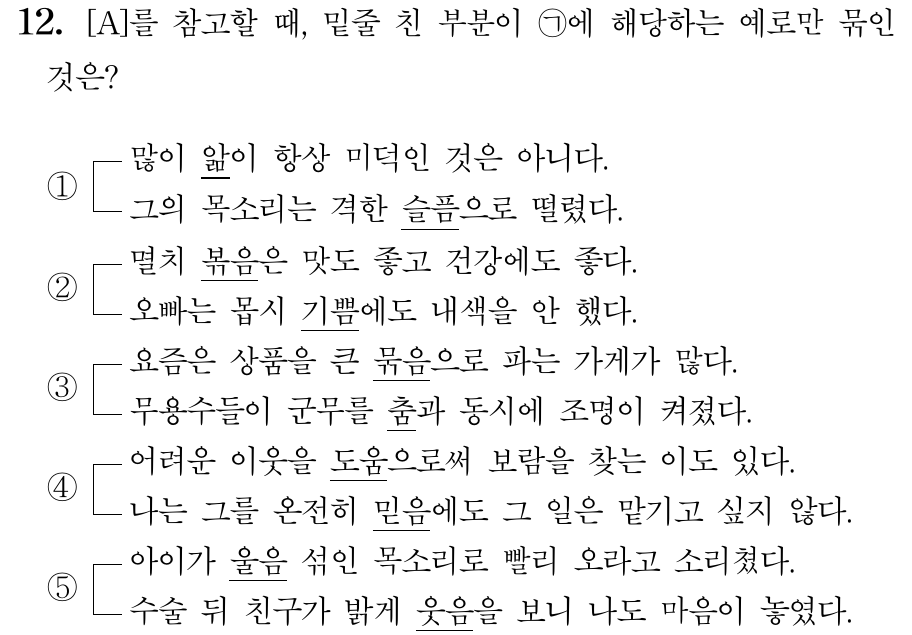 12. [A]를 참고할 때, 밑줄 친 부분이 ㉠에 해당하는 예로만 묶인
것은?
① 많이 앎이 항상 미덕인 것은 아니다.
그의 목소리는 격한 슬픔으로 떨렸다.
② 멸치 볶음은 맛도 좋고 건강에도 좋다.
오빠는 몹시 기쁨에도 내색을 안 했다.
③ 요즘은 상품을 큰 묶음으로 파는 가게가 많다.
무용수들이 군무를 춤과 동시에 조명이 켜졌다.
④ 어려운 이웃을 도움으로써 보람을 찾는 이도 있다.
나는 그를 온전히 믿음에도 그 일은 맡기고 싶지 않다.
⑤ 아이가 울음 섞인 목소리로 빨리 오라고 소리쳤다.
수술 뒤 친구가 밝게 웃음을 보니 나도 마음이 놓였다.